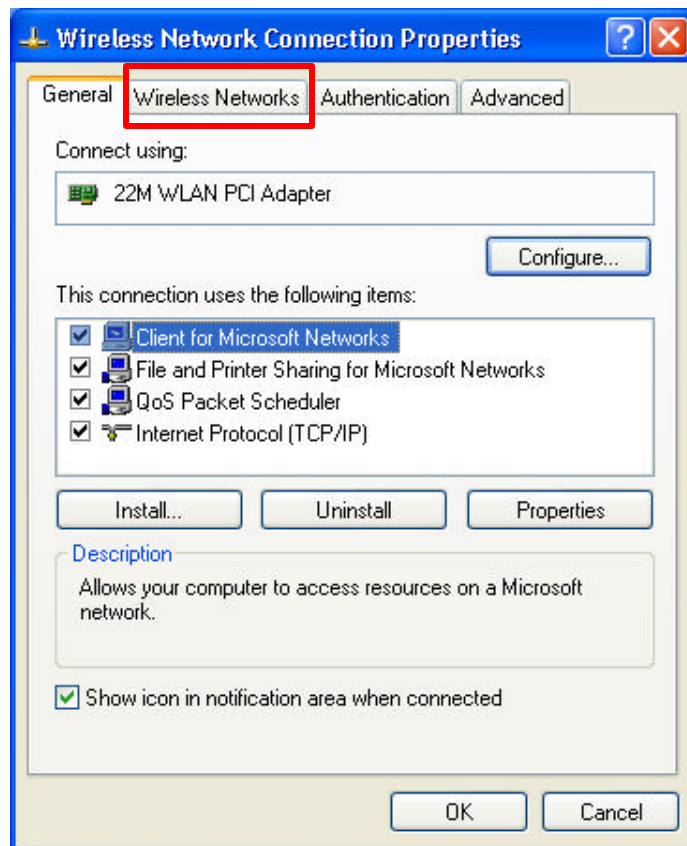 Wireless Network Connection Properties
General Wireless Networks Authentication Advanced
Connect using:
22M WLAN PCI Adapter
Configure...
This connection uses the following items:
Client for Microsoft Networks
File and Printer Sharing for Microsoft Networks
QoS Packet Scheduler
Internet Protocol (TCP/IP)
Install... Uninstall Properties
Description
Allows your computer to access resources on a Microsoft
network.
Show icon in notification area when connected
OK Cancel